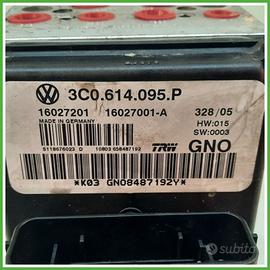 3C0.614.095.P
16027201 16027001-A 328/05
MADE IN GERMANY HW:015
SW:0003
5118676023 D 10803 658487192 TRW GNO
*K03 GNO8487192Y*
subito